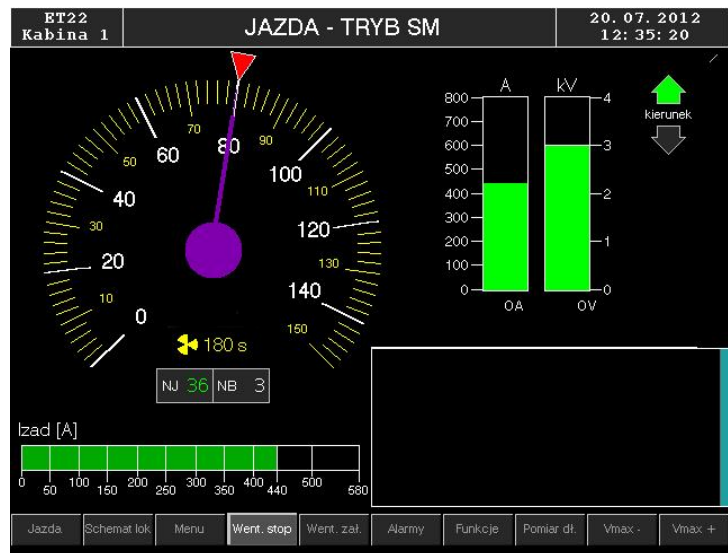 ET22
Kabina 1
JAZDA - TRYB SM
20. 07. 2012
12: 35: 20
A
kV
kierunek
800
700
600
500
400
300
200
100
0
4
3
2
1
0
0A
0V
0
10
20
30
40
50
60
70
80
90
100
110
120
130
140
150
180 s
NJ 36 NB 3
Izad [A]
0 50 100 150 200 250 300 350 400 440 500 580
Jazda Schemat lok Menu Went. stop Went. zał. Alarmy Funkcje Pomiar dł. Vmax - Vmax +